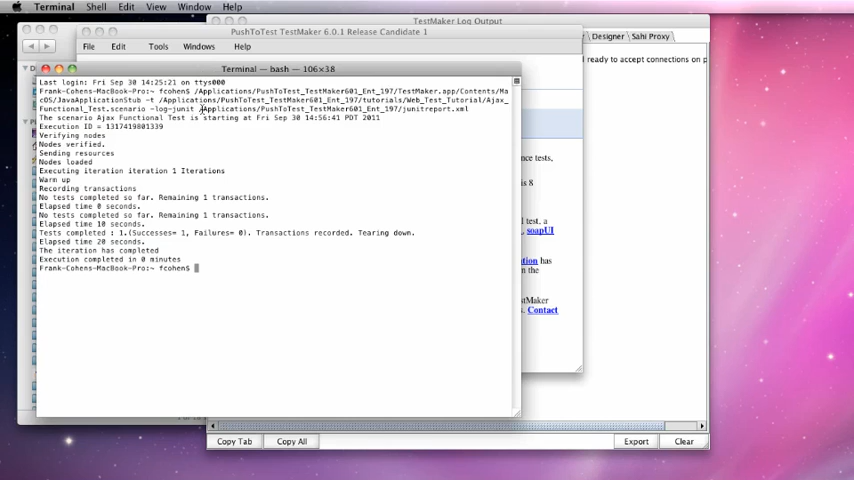 Terminal Shell Edit View Window Help
TestMaker Log Output
PushToTest TestMaker 6.0.1 Release Candidate 1
File Edit Tools Windows Help
Designer Sahi Proxy
ready to accept connections on p
Terminal — bash — 106×38
Last login: Fri Sep 30 14:25:21 on ttys000
Frank-Cohens-MacBook-Pro:~ fcohen$ /Applications/PushToTest_TestMaker601_Ent_197/TestMaker.app/Contents/Ma
cOS/JavaApplicationStub -t /Applications/PushToTest_TestMaker601_Ent_197/tutorials/Web_Test_Tutorial/Ajax_
Functional_Test.scenario -log-junit /Applications/PushToTest_TestMaker601_Ent_197/junitreport.xml
The scenario Ajax Functional Test is starting at Fri Sep 30 14:56:41 PDT 2011
Execution ID = 1317419801339
Verifying nodes
Nodes verified.
Sending resources
Nodes loaded
Executing iteration iteration 1 Iterations
Warm up
Recording transactions
No tests completed so far. Remaining 1 transactions.
Elapsed time 0 seconds.
No tests completed so far. Remaining 1 transactions.
Elapsed time 10 seconds.
Tests completed : 1.(Successes= 1, Failures= 0). Transactions recorded. Tearing down.
Elapsed time 20 seconds.
The iteration has completed
Execution completed in 0 minutes
Frank-Cohens-MacBook-Pro:~ fcohen$
ce tests,
is 8
l test. a
, soapUI
tion has
n the
stMaker
s. Contact
Copy Tab Copy All Export Clear